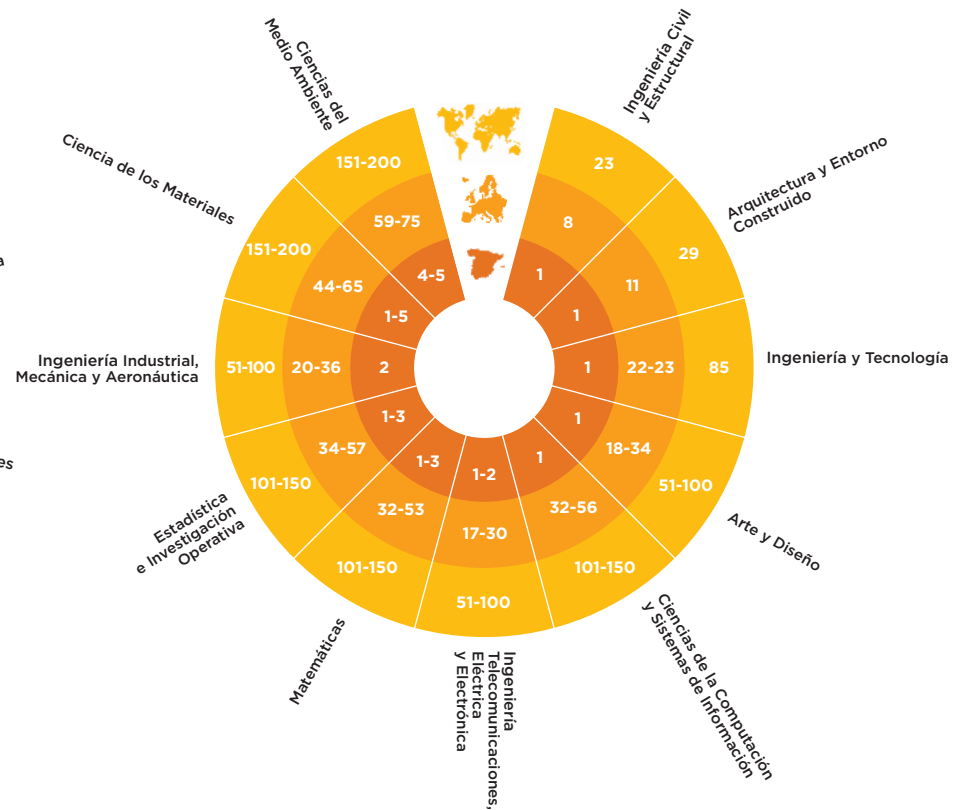 Ingeniería Civil
y Estructural
23
8
1
Arquitectura y Entorno
Construido
29
11
1
Ingeniería y Tecnología
85
22-23
1
Arte y Diseño
51-100
18-34
1
Ciencias de la Computación
y Sistemas de Información
101-150
32-56
1
Ingeniería
Telecomunicaciones,
Eléctrica
y Electrónica
51-100
17-30
1-2
Matemáticas
101-150
32-53
1-3
Estadística
e Investigación
Operativa
101-150
34-57
1-3
Ingeniería Industrial,
Mecánica y Aeronáutica
51-100
20-36
2
Ciencia de los Materiales
151-200
44-65
1-5
Ciencias del
Medio Ambiente
151-200
59-75
4-5
a
es